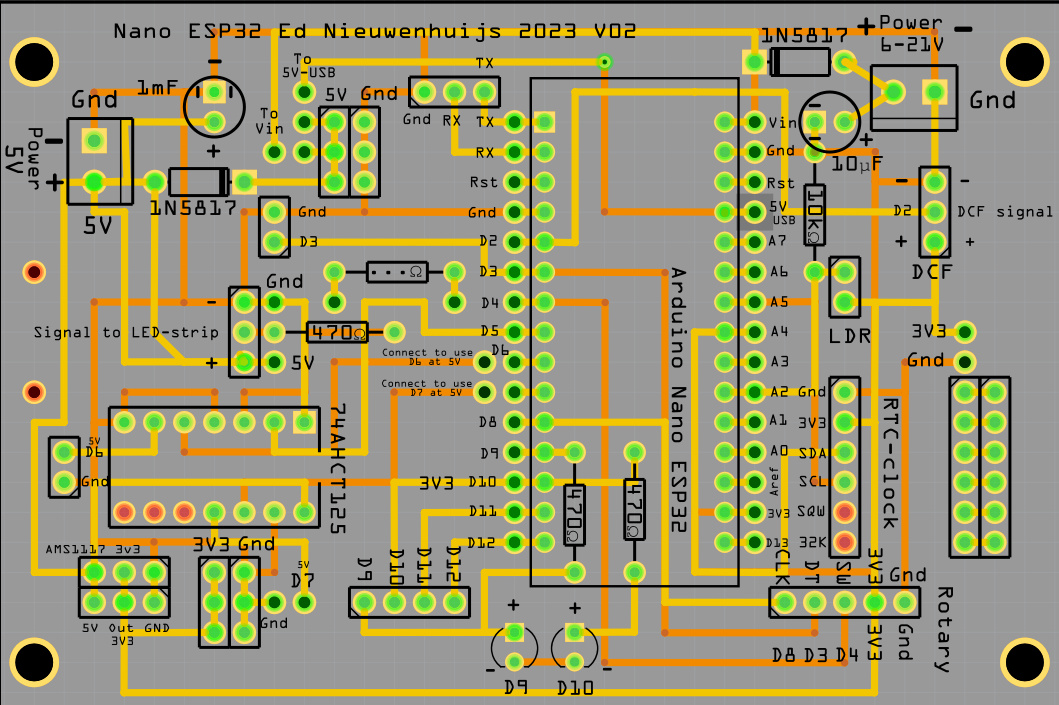 Nano ESP32 Ed Nieuwenhuijs 2023 V02
+ Power -
6-21V
1N5817
Gnd
1mF
-
+
To
5V-USB
To
Vin
5V
Gnd
TX
Gnd RX TX
RX
Rst
Gnd
D2
D3
D4
D5
D6
D8
D9
D10
D11
D12
Gnd
- Power +
5V
5V
1N5817
Gnd
D3
Ω
Gnd
-
Signal to LED-strip
+
5V
470Ω
Connect to use
D6 at 5V
Connect to use
D7 at 5V
Arduino Nano ESP32
Vin
Gnd
Rst
5V
USB
A7
A6
A5
A4
A3
A2
A1
A0
Aref
3V3
D13
-
+
10µF
10kΩ
- -
D2 DCF signal
+ +
DCF
LDR
3V3
Gnd
Gnd
3V3
SDA
SCL
SQW
32K
RTC-clock
74AHCT125
5V
D6
Gnd
3V3
470Ω
470Ω
AMS1117 3v3
5V Out GND
3V3
3V3 Gnd
5V
D7
Gnd
D9 D10 D11 D12
+ +
- -
D9 D10
CLK DT SW 3V3 Gnd
D8 D3 D4 3V3 Gnd
Rotary